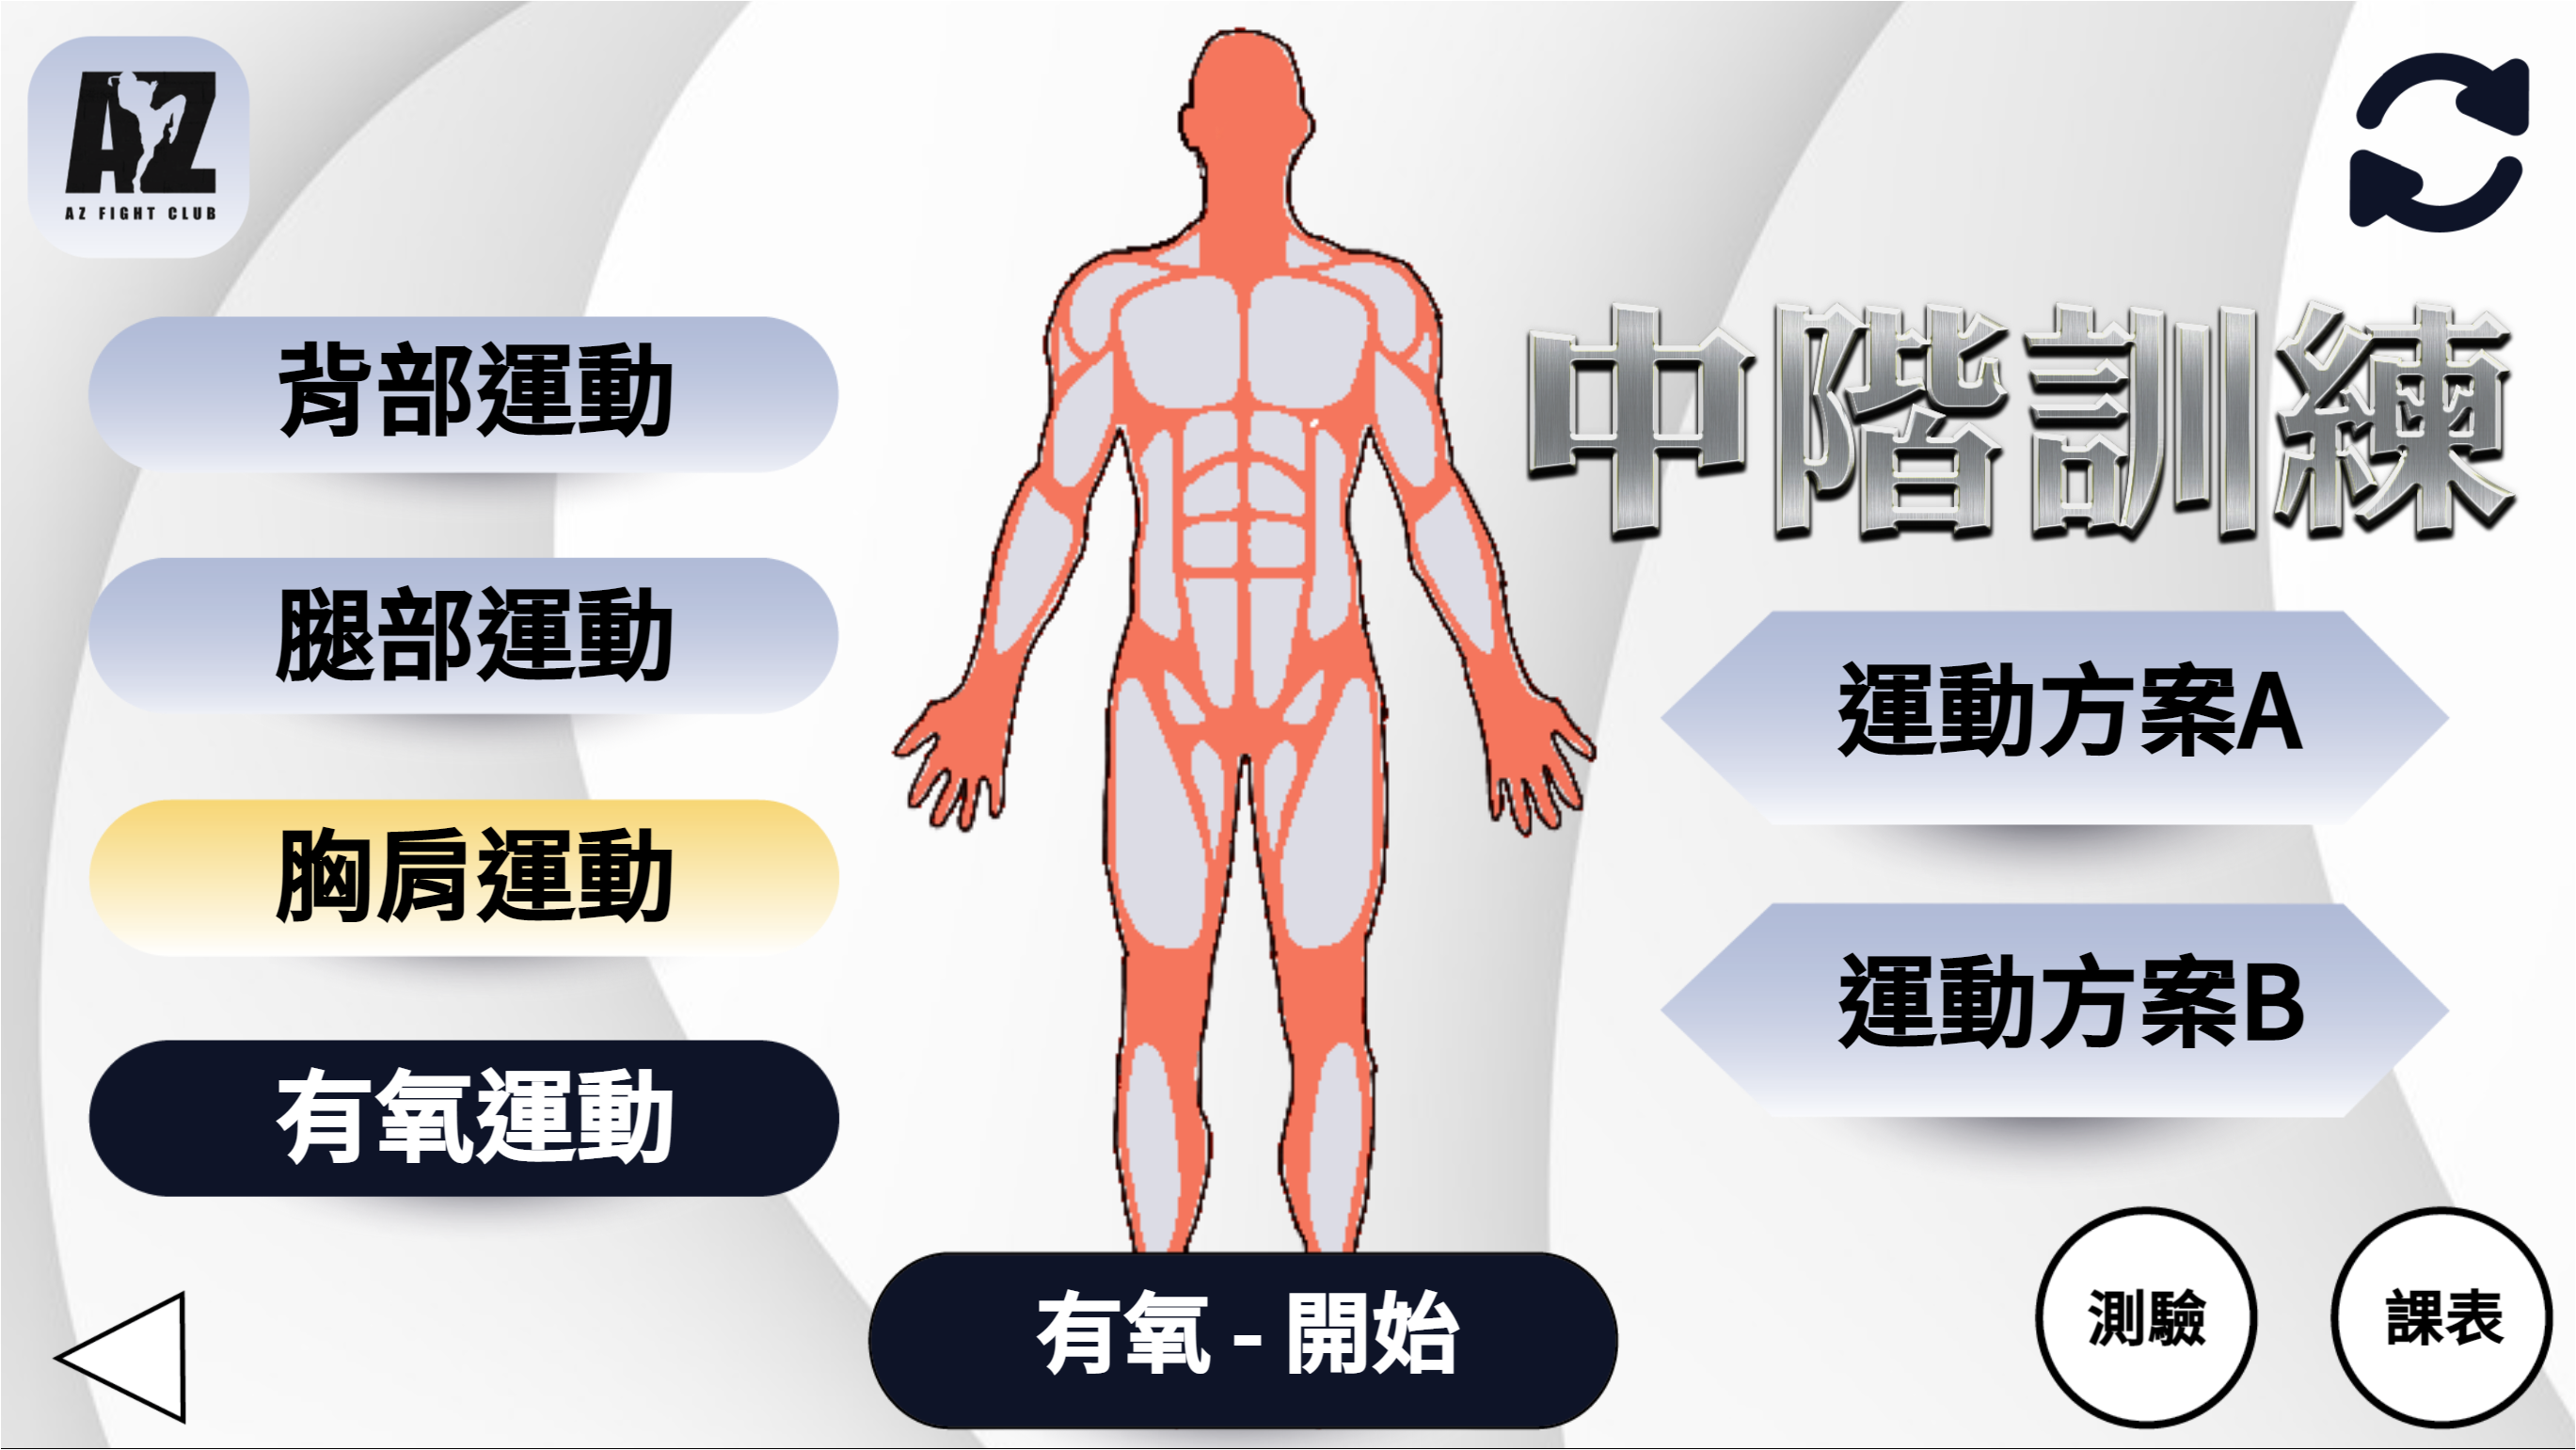 AZ
AZ FIGHT CLUB
背部運動
腿部運動
胸肩運動
有氧運動
中階訓練
運動方案A
運動方案B
有氧 - 開始
測驗
課表